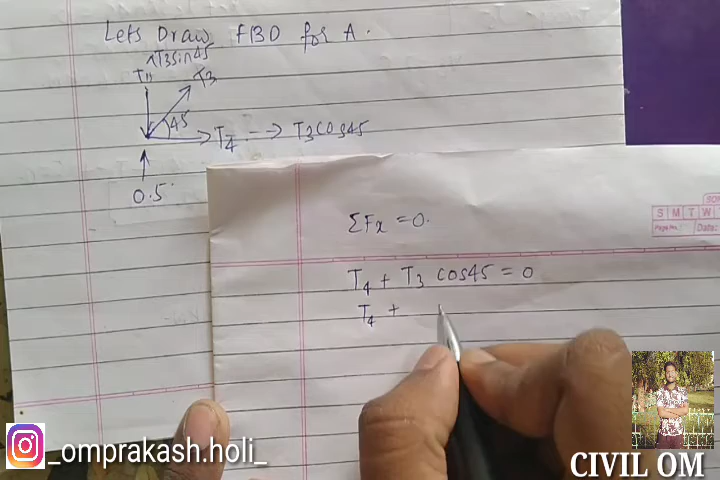 Lets Draw FBD for A.
T3sin45
T3
45
T4 → T3cos45
0.5
ΣFx = 0.
T4 + T3 cos45 = 0
T4 +
S M T W
Page No.:
Date:
_omprakash.holi_
CIVIL OM